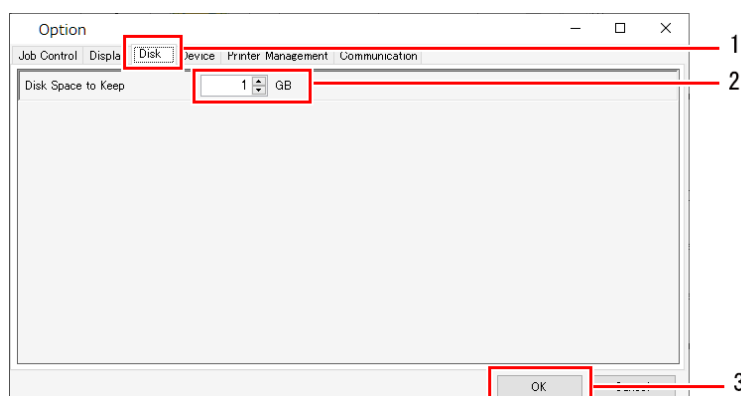 Option
1
Job Control Displa Disk Device Printer Management Communication
Disk Space to Keep 1 GB
2
OK
3